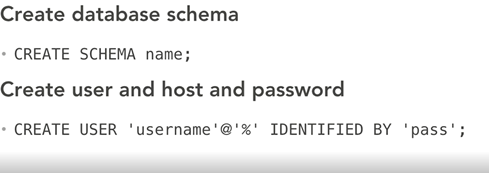 Create database schema
• CREATE SCHEMA name;
Create user and host and password
• CREATE USER 'username'@'%' IDENTIFIED BY 'pass';